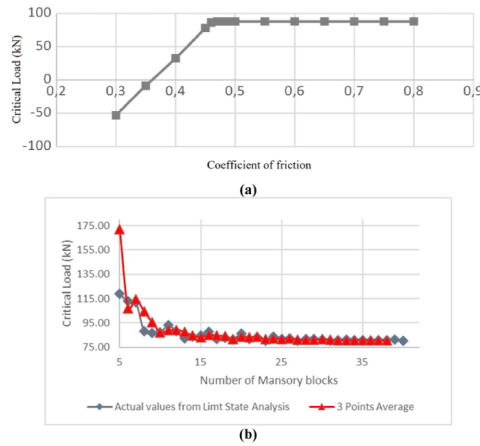 100
50
0
-50
-100
0,2 0,3 0,4 0,5 0,6 0,7 0,8 0,9
Critical Load (kN)
Coefficient of friction
(a)
175.00
155.00
135.00
115.00
95.00
75.00
Critical Load (kN)
5 15 25 35
Number of Mansory blocks
Actual values from Limt State Analysis 3 Points Average
(b)